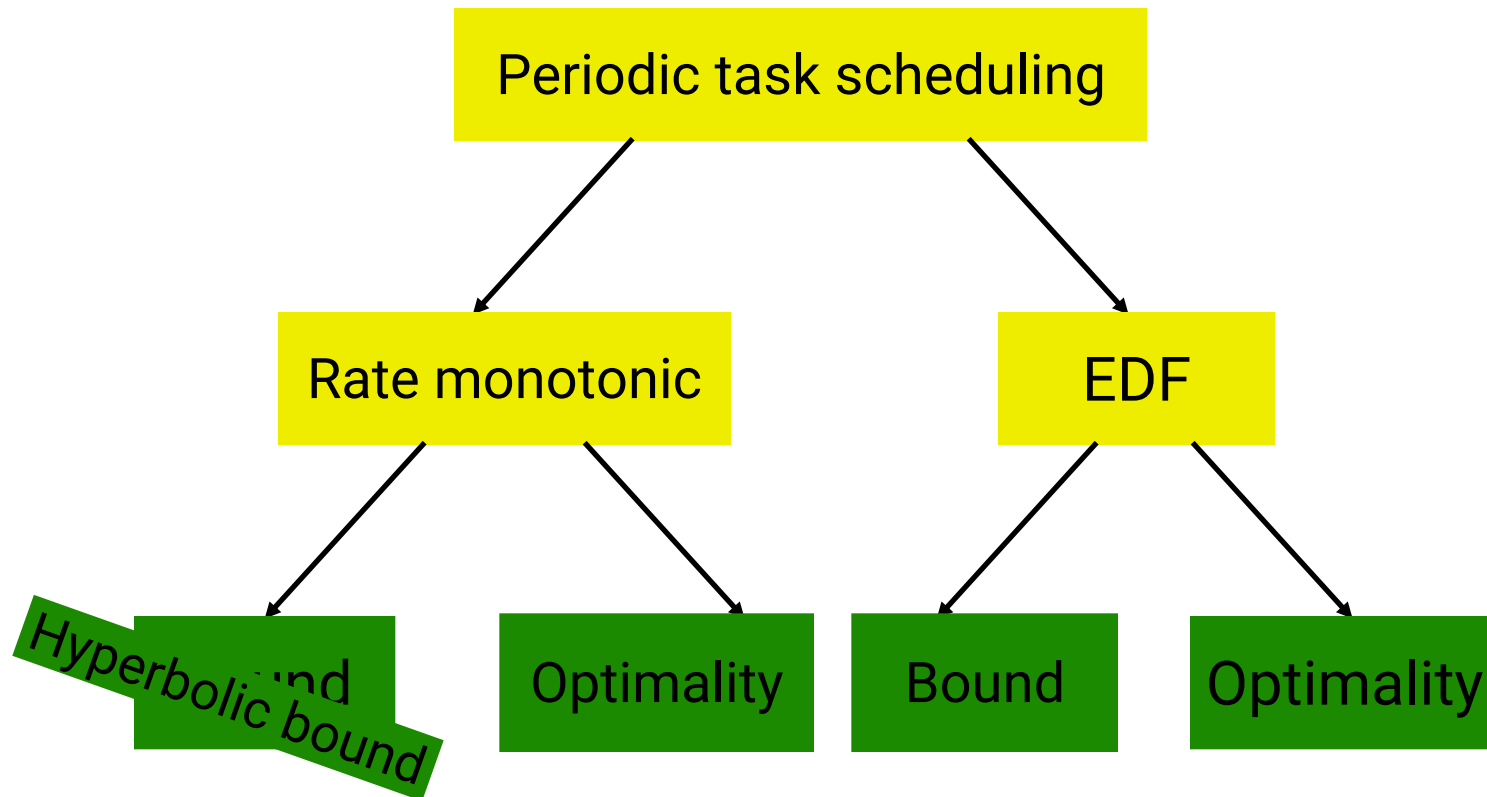 Periodic task scheduling
Rate monotonic
EDF
Hyperbolic bound
Optimality
Bound
Optimality